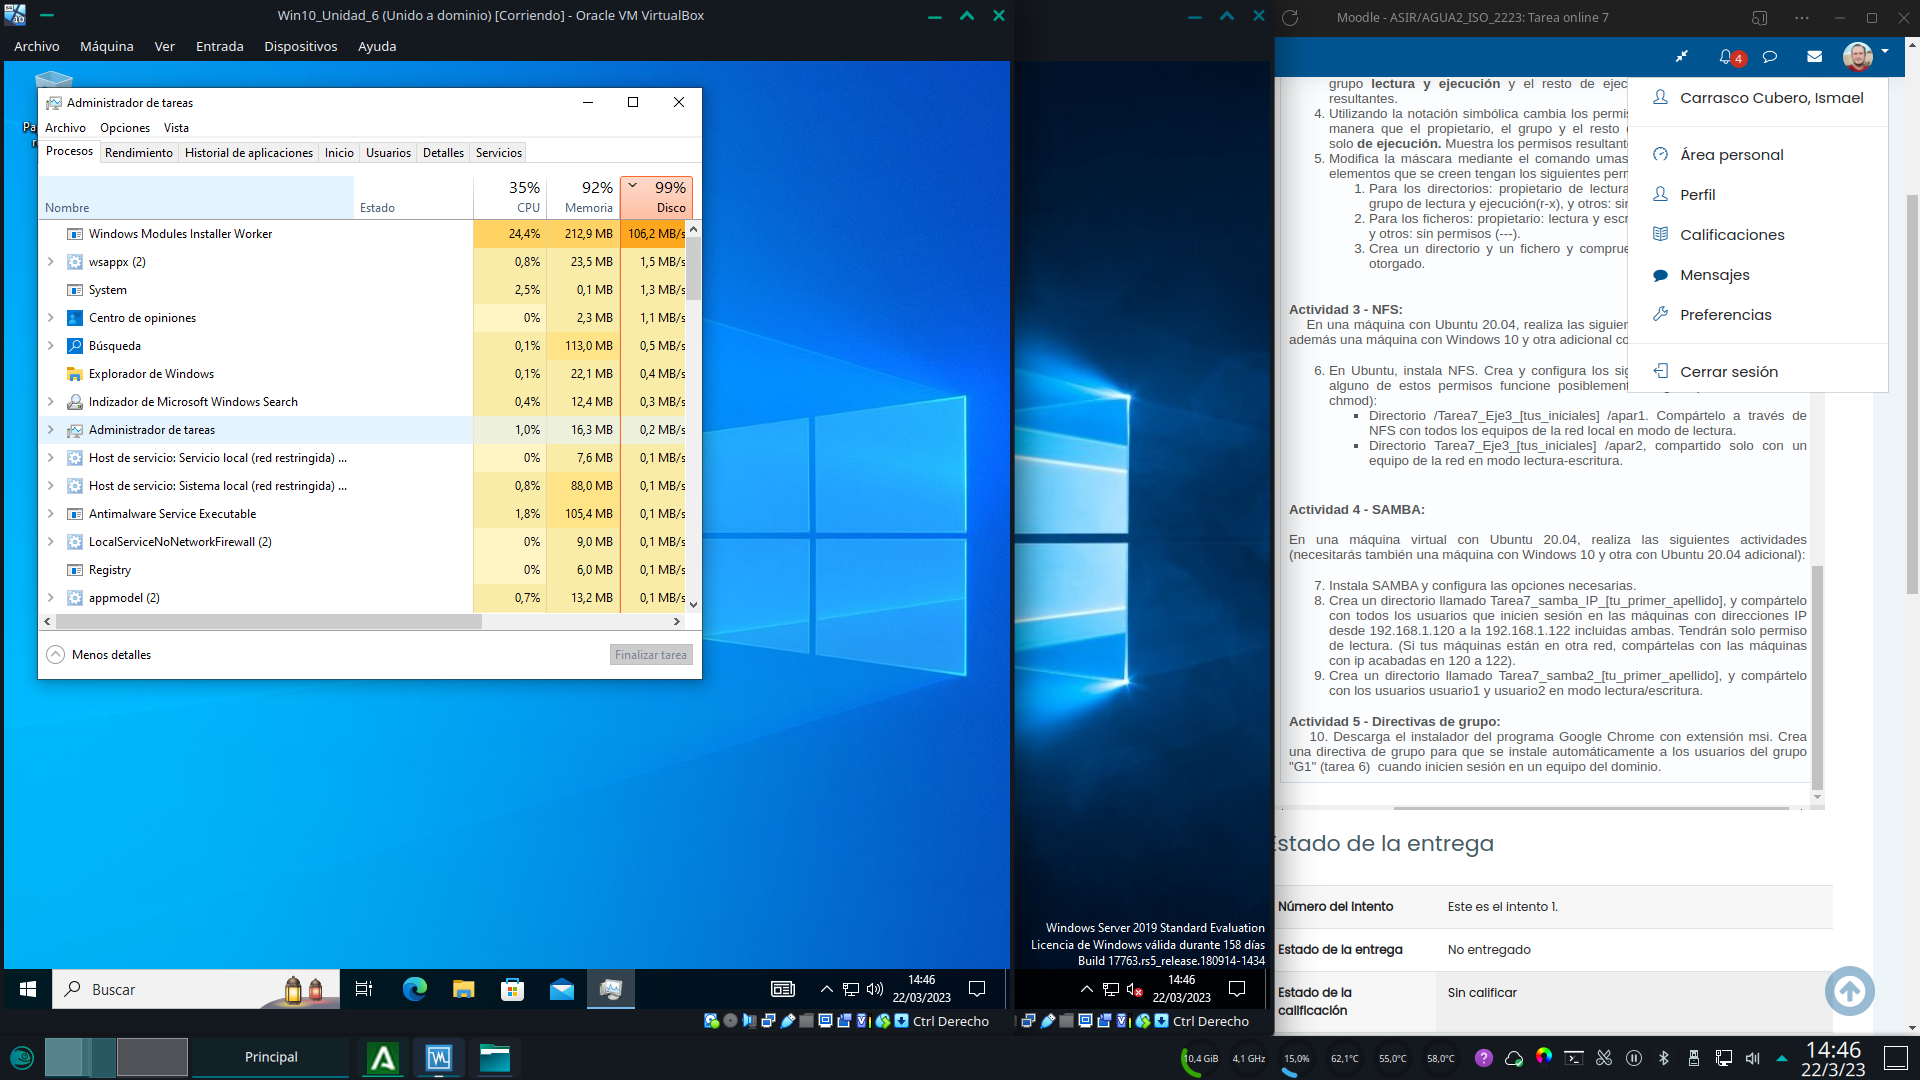 Win10_Unidad_6 (Unido a dominio) [Corriendo] - Oracle VM VirtualBox
Archivo Máquina Ver Entrada Dispositivos Ayuda
Administrador de tareas
Archivo Opciones Vista
Procesos Rendimiento Historial de aplicaciones Inicio Usuarios Detalles Servicios
35% 92% 99%
Nombre Estado CPU Memoria Disco
Windows Modules Installer Worker 24,4% 212,9 MB 106,2 MB/s
wsappx (2) 0,8% 23,5 MB 1,5 MB/s
System 2,5% 0,1 MB 1,3 MB/s
Centro de opiniones 0% 2,3 MB 1,1 MB/s
Búsqueda 0,1% 113,0 MB 0,5 MB/s
Explorador de Windows 0,1% 22,1 MB 0,4 MB/s
Indizador de Microsoft Windows Search 0,4% 12,4 MB 0,3 MB/s
Administrador de tareas 1,0% 16,3 MB 0,2 MB/s
Host de servicio: Servicio local (red restringida) ... 0% 7,6 MB 0,1 MB/s
Host de servicio: Sistema local (red restringida) ... 0,8% 88,0 MB 0,1 MB/s
Antimalware Service Executable 1,8% 105,4 MB 0,1 MB/s
LocalServiceNoNetworkFirewall (2) 0% 9,0 MB 0,1 MB/s
Registry 0% 6,0 MB 0,1 MB/s
appmodel (2) 0,7% 13,2 MB 0,1 MB/s
Menos detalles Finalizar tarea
Buscar
14:46
22/03/2023
Ctrl Derecho
Windows Server 2019 Standard Evaluation
Licencia de Windows válida durante 158 días
Build 17763.rs5_release.180914-1434
14:46
22/03/2023
Ctrl Derecho
Moodle - ASIR/AGUA2_ISO_2223: Tarea online 7
4
Carrasco Cubero, Ismael
Área personal
Perfil
Calificaciones
Mensajes
Preferencias
Cerrar sesión
grupo lectura y ejecución y el resto de ejec
resultantes.
4. Utilizando la notación simbólica cambia los permis
manera que el propietario, el grupo y el resto
solo de ejecución. Muestra los permisos resultant
5. Modifica la máscara mediante el comando umas
elementos que se creen tengan los siguientes perr
1. Para los directorios: propietario de lectura
grupo de lectura y ejecución(r-x), y otros: sir
2. Para los ficheros: propietario: lectura y escr
y otros: sin permisos (---).
3. Crea un directorio y un fichero y comprue
otorgado.
Actividad 3 - NFS:
En una máquina con Ubuntu 20.04, realiza las siguien
además una máquina con Windows 10 y otra adicional co
6. En Ubuntu, instala NFS. Crea y configura los sig
alguno de estos permisos funcione posiblement
chmod):
Directorio /Tarea7_Eje3_[tus_iniciales] /apar1. Compártelo a través de
NFS con todos los equipos de la red local en modo de lectura.
Directorio Tarea7_Eje3_[tus_iniciales] /apar2, compartido solo con un
equipo de la red en modo lectura-escritura.
Actividad 4 - SAMBA:
En una máquina virtual con Ubuntu 20.04, realiza las siguientes actividades
(necesitarás también una máquina con Windows 10 y otra con Ubuntu 20.04 adicional):
7. Instala SAMBA y configura las opciones necesarias.
8. Crea un directorio llamado Tarea7_samba_IP_[tu_primer_apellido], y compártelo
con todos los usuarios que inicien sesión en las máquinas con direcciones IP
desde 192.168.1.120 a la 192.168.1.122 incluidas ambas. Tendrán solo permiso
de lectura. (Si tus máquinas están en otra red, compártelas con las máquinas
con ip acabadas en 120 a 122).
9. Crea un directorio llamado Tarea7_samba2_[tu_primer_apellido], y compártelo
con los usuarios usuario1 y usuario2 en modo lectura/escritura.
Actividad 5 - Directivas de grupo:
10. Descarga el instalador del programa Google Chrome con extensión msi. Crea
una directiva de grupo para que se instale automáticamente a los usuarios del grupo
"G1" (tarea 6) cuando inicien sesión en un equipo del dominio.
Estado de la entrega
Número del Intento Este es el intento 1.
Estado de la entrega No entregado
Estado de la calificación Sin calificar
Principal
10,4 GiB 4,1 GHz 15,0% 62,1°C 55,0°C 58,0°C
14:46
22/3/23